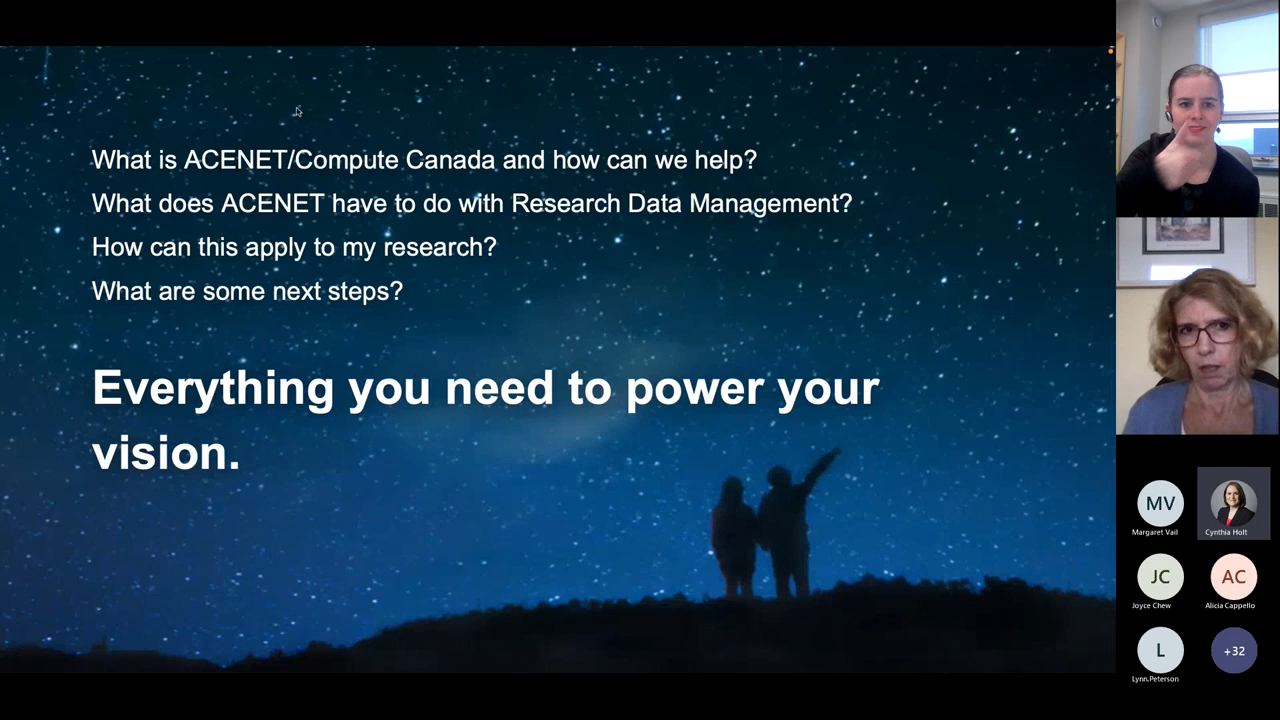 What is ACENET/Compute Canada and how can we help?
What does ACENET have to do with Research Data Management?
How can this apply to my research?
What are some next steps?
Everything you need to power your
vision.
MV
Margaret Vail
Cynthia Holt
JC
Joyce Chew
AC
Alicia Cappello
L
Lynn.Peterson
+32